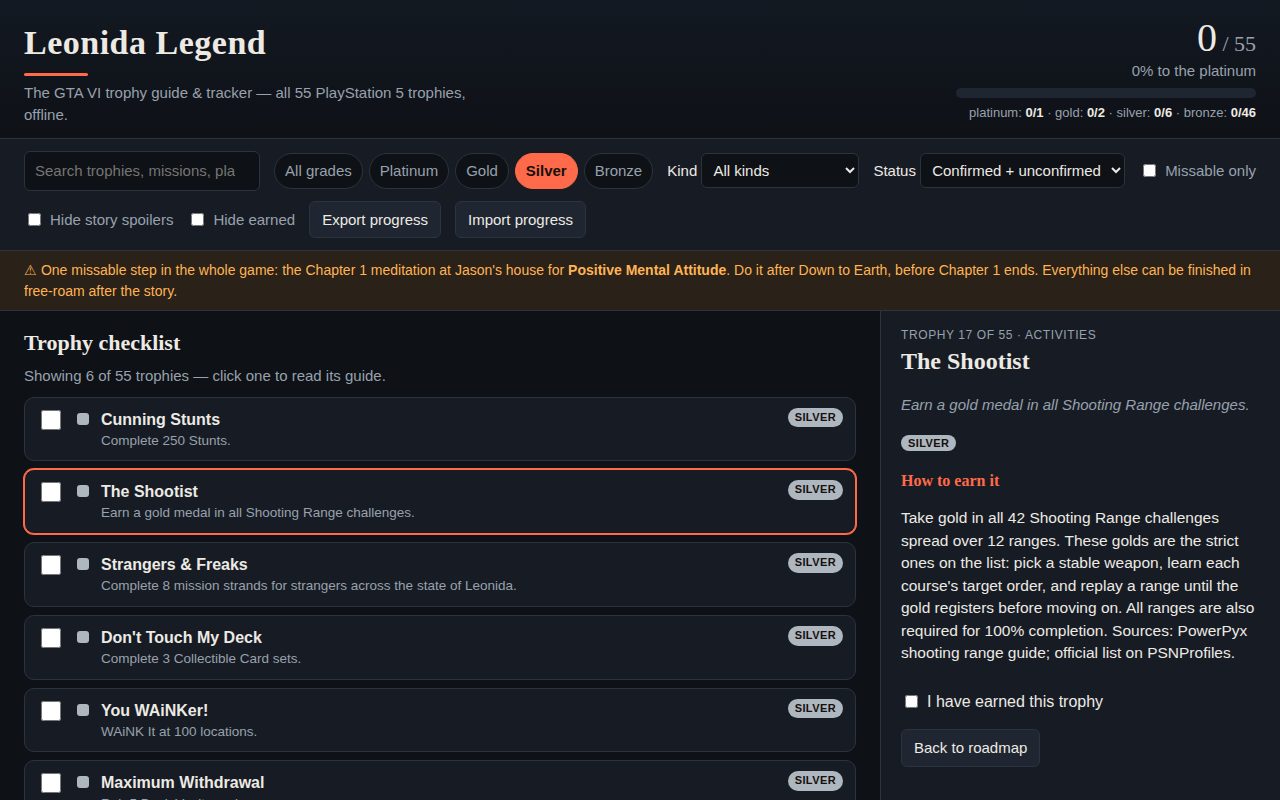 Leonida Legend
The GTA VI trophy guide & tracker — all 55 PlayStation 5 trophies,
offline.
0 / 55
0% to the platinum
platinum: 0/1 · gold: 0/2 · silver: 0/6 · bronze: 0/46
Search trophies, missions, pla
All grades
Platinum
Gold
Silver
Bronze
Kind
All kinds
Status
Confirmed + unconfirmed
Missable only
Hide story spoilers
Hide earned
Export progress
Import progress
⚠ One missable step in the whole game: the Chapter 1 meditation at Jason's house for Positive Mental Attitude. Do it after Down to Earth, before Chapter 1 ends. Everything else can be finished in
free-roam after the story.
Trophy checklist
Showing 6 of 55 trophies — click one to read its guide.
Cunning Stunts
SILVER
Complete 250 Stunts.
The Shootist
SILVER
Earn a gold medal in all Shooting Range challenges.
Strangers & Freaks
SILVER
Complete 8 mission strands for strangers across the state of Leonida.
Don't Touch My Deck
SILVER
Complete 3 Collectible Card sets.
You WAiNKer!
SILVER
WAiNK It at 100 locations.
Maximum Withdrawal
SILVER
TROPHY 17 OF 55 · ACTIVITIES
The Shootist
Earn a gold medal in all Shooting Range challenges.
SILVER
How to earn it
Take gold in all 42 Shooting Range challenges
spread over 12 ranges. These golds are the strict
ones on the list: pick a stable weapon, learn each
course's target order, and replay a range until the
gold registers before moving on. All ranges are also
required for 100% completion. Sources: PowerPyx
shooting range guide; official list on PSNProfiles.
I have earned this trophy
Back to roadmap